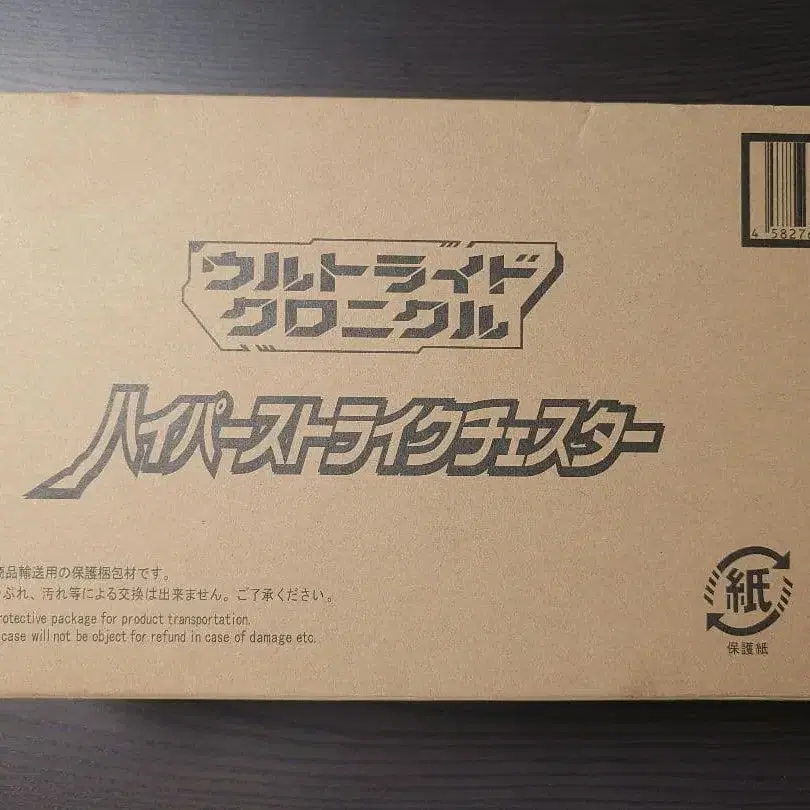 4 5827
ウルトライド
クロニクル
ハイパーストライクチェスター
商品輸送用の保護梱包材です。
ぶれ、汚れ等による交換は出来ません。ご了承ください。
rotective package for product transportation.
case will not be object for refund in case of damage etc.
紙
保護紙